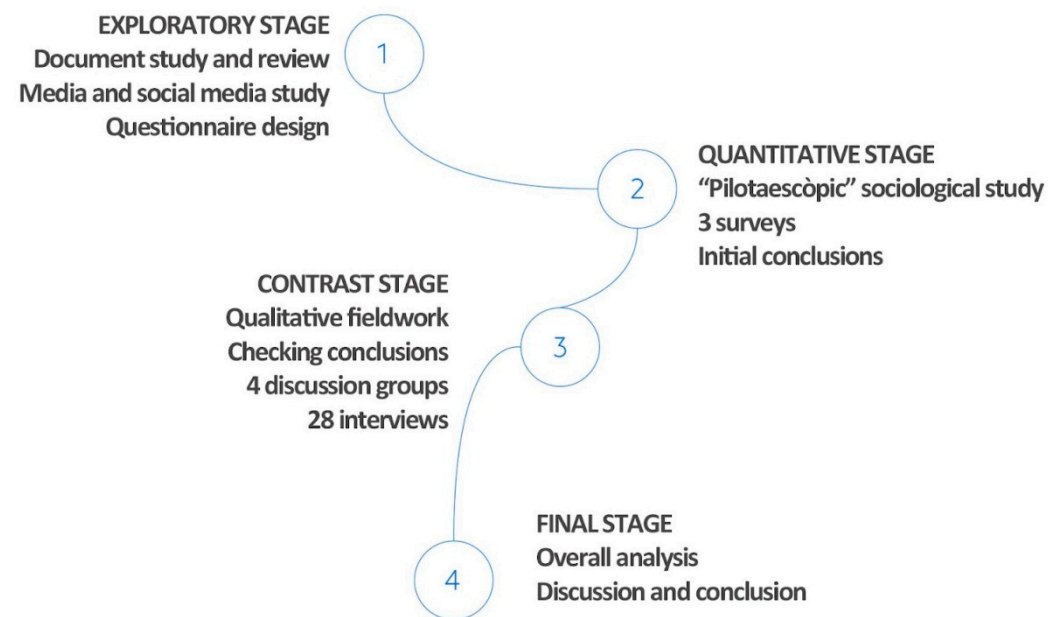 EXPLORATORY STAGE
Document study and review
Media and social media study
Questionnaire design
1
2
QUANTITATIVE STAGE
“Pilotaescòpic” sociological study
3 surveys
Initial conclusions
CONTRAST STAGE
Qualitative fieldwork
Checking conclusions
4 discussion groups
28 interviews
3
4
FINAL STAGE
Overall analysis
Discussion and conclusion